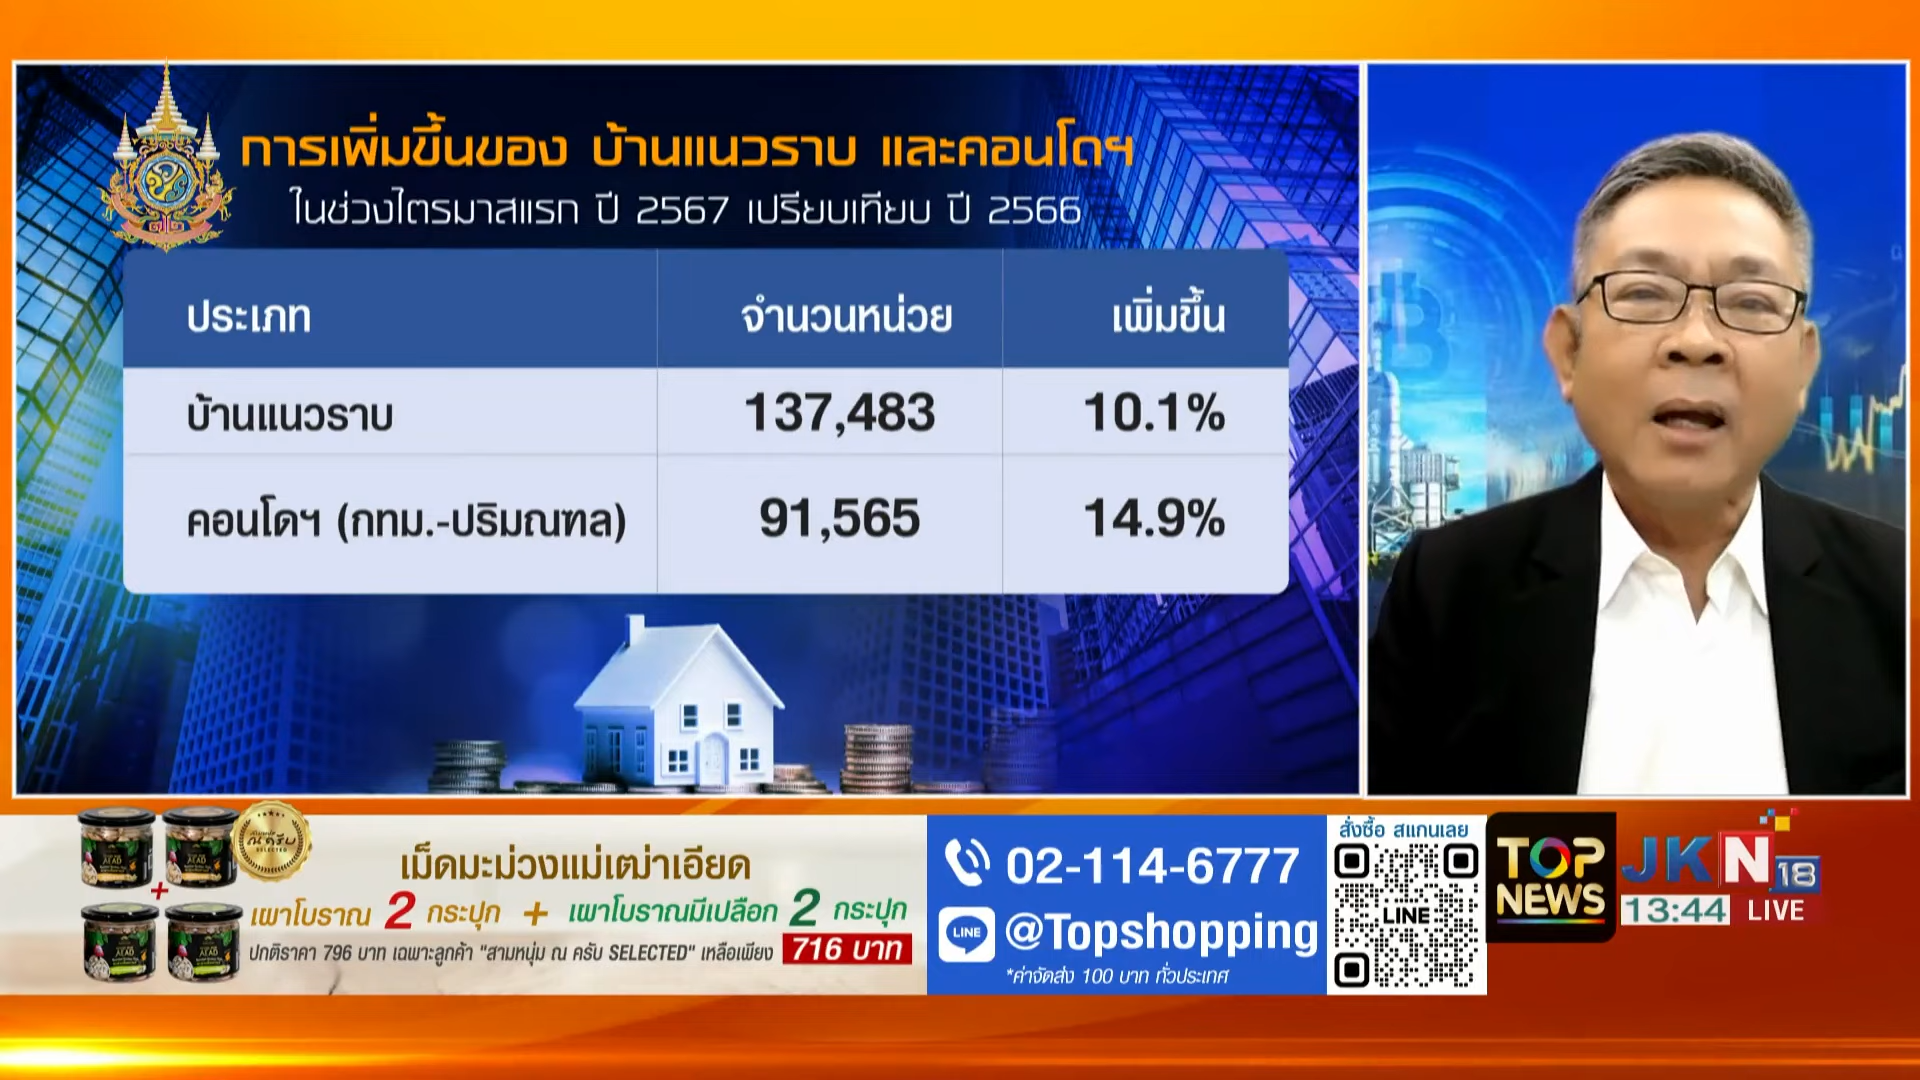 การเพิ่มขึ้นของ บ้านแนวราบ และคอนโดฯ
ในช่วงไตรมาสแรก ปี 2567 เปรียบเทียบ ปี 2566
ประเภท จำนวนหน่วย เพิ่มขึ้น
บ้านแนวราบ 137,483 10.1%
คอนโดฯ (กทม.-ปริมณฑล) 91,565 14.9%
เม็ดมะม่วงแม่เฒ่าเอียด
เผาโบราณ 2 กระปุก + เผาโบราณมีเปลือก 2 กระปุก
ปกติราคา 796 บาท เฉพาะลูกค้า "สามหนุ่ม ณ ครับ SELECTED" เหลือเพียง 716 บาท
ณ ครับ
SELECTED
02-114-6777
LINE @Topshopping
*ค่าจัดส่ง 100 บาท ทั่วประเทศ
สั่งซื้อ สแกนเลย
LINE
TOP
NEWS
JKN 18
13:44 LIVE